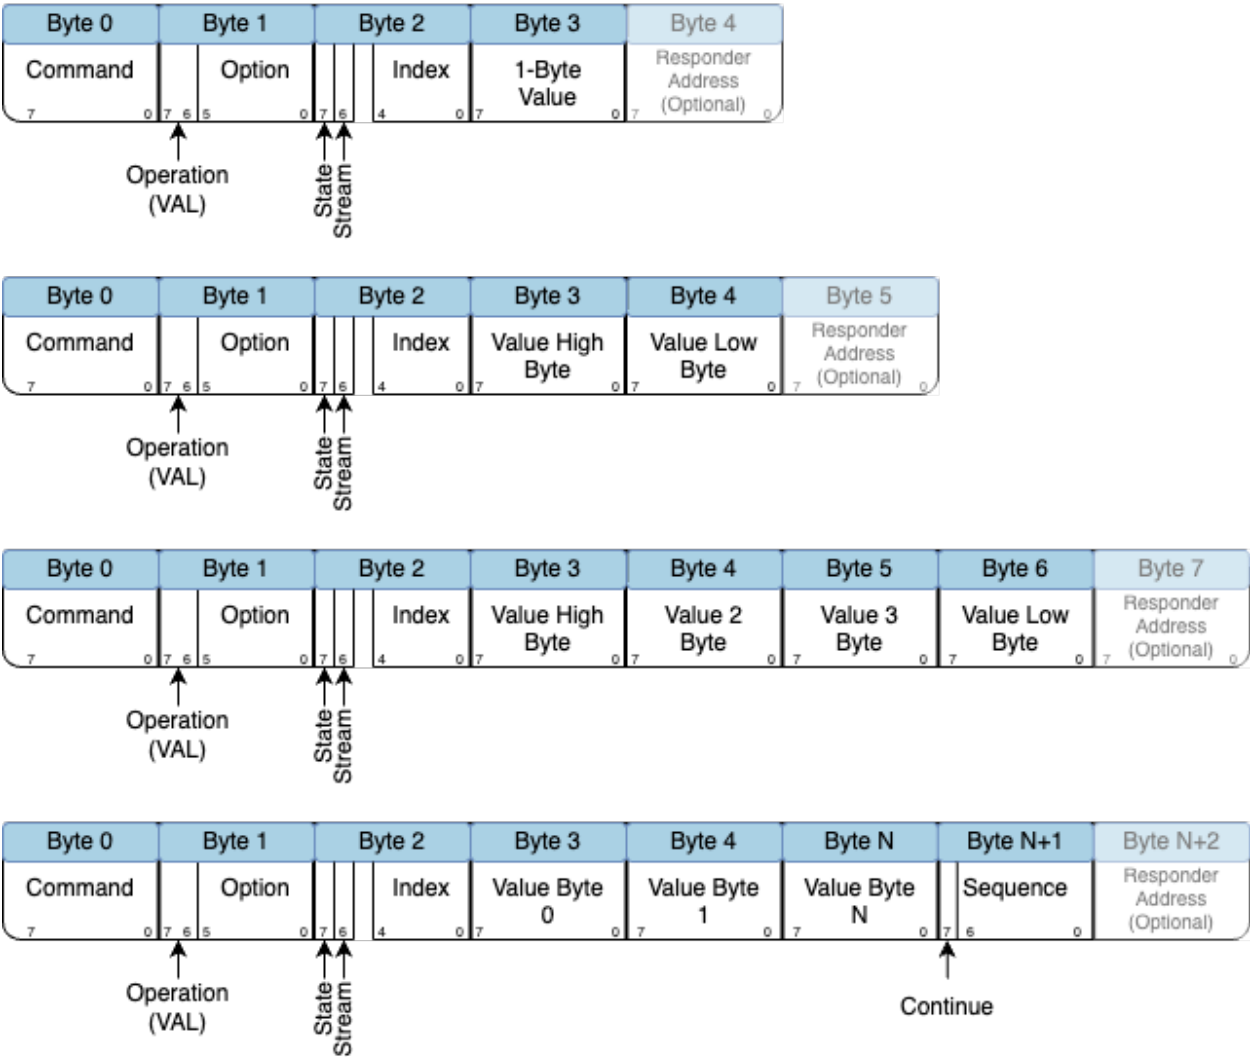 Byte 0 Byte 1 Byte 2 Byte 3 Byte 4
Command Option Index 1-Byte Value Responder Address (Optional)
7 0 7 6 5 0 7 6 4 0 7 0 7 0
Operation (VAL) State Stream
Byte 0 Byte 1 Byte 2 Byte 3 Byte 4 Byte 5
Command Option Index Value High Byte Value Low Byte Responder Address (Optional)
7 0 7 6 5 0 7 6 4 0 7 0 7 0 7 0
Operation (VAL) State Stream
Byte 0 Byte 1 Byte 2 Byte 3 Byte 4 Byte 5 Byte 6 Byte 7
Command Option Index Value High Byte Value 2 Byte Value 3 Byte Value Low Byte Responder Address (Optional)
7 0 7 6 5 0 7 6 4 0 7 0 7 0 7 0 7 0 7 0
Operation (VAL) State Stream
Byte 0 Byte 1 Byte 2 Byte 3 Byte 4 Byte N Byte N+1 Byte N+2
Command Option Index Value Byte 0 Value Byte 1 Value Byte N Sequence Responder Address (Optional)
7 0 7 6 5 0 7 6 4 0 7 0 7 0 7 0 7 6 0
Operation (VAL) State Stream Continue